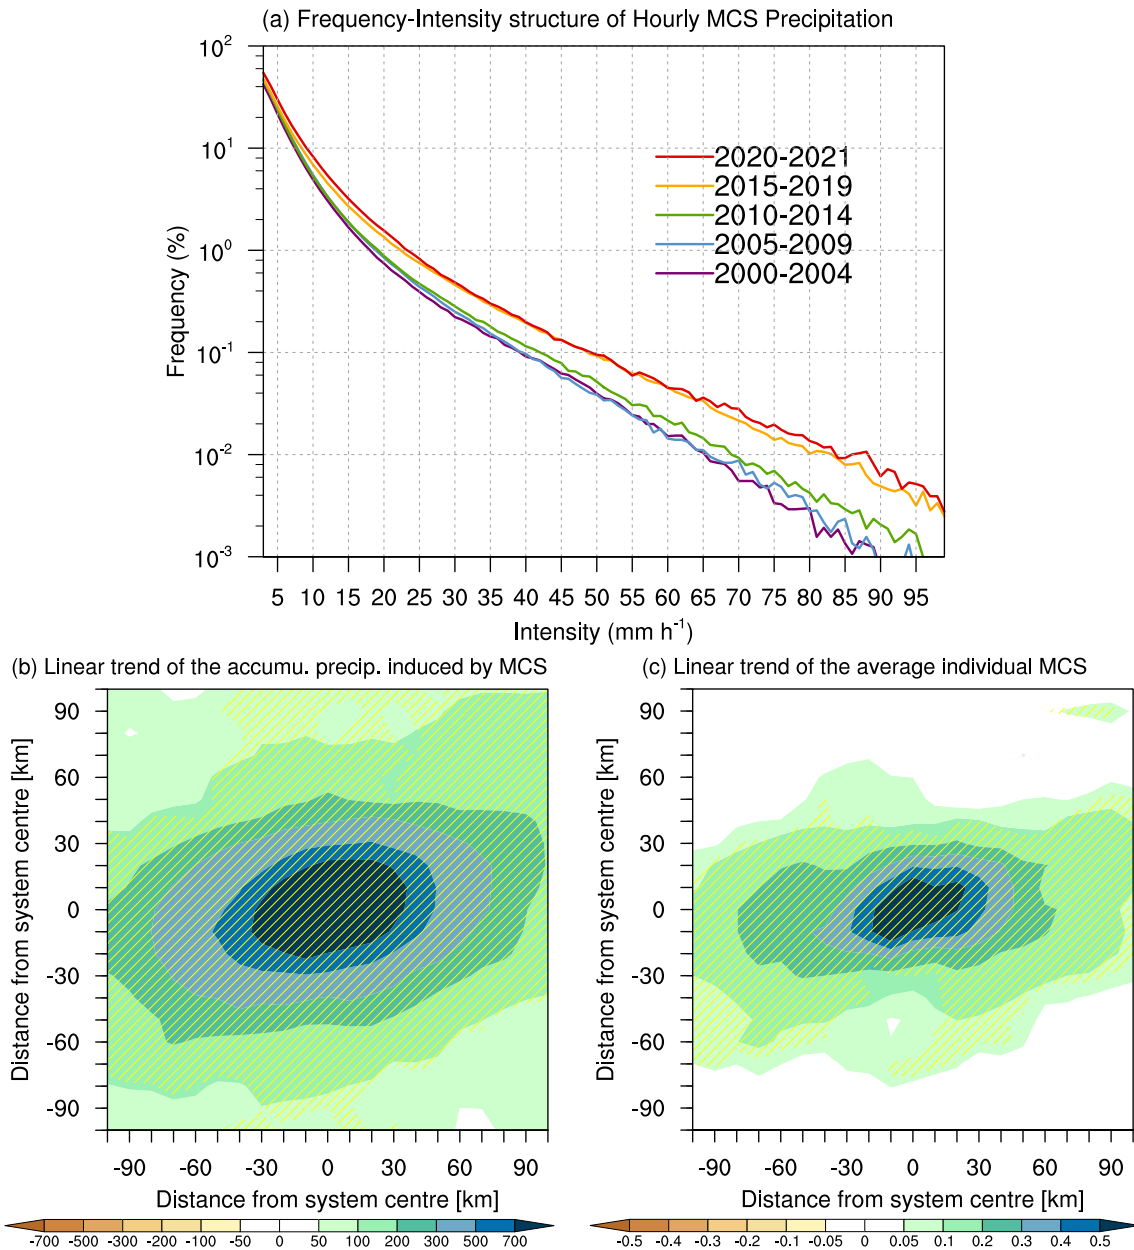 (a) Frequency-Intensity structure of Hourly MCS Precipitation
10²
10¹
10⁰
10⁻¹
10⁻²
10⁻³
Frequency (%)
2020-2021
2015-2019
2010-2014
2005-2009
2000-2004
5 10 15 20 25 30 35 40 45 50 55 60 65 70 75 80 85 90 95
Intensity (mm h⁻¹)
(b) Linear trend of the accumu. precip. induced by MCS
90
60
30
0
-30
-60
-90
Distance from system centre [km]
-90 -60 -30 0 30 60 90
Distance from system centre [km]
-700 -500 -300 -200 -100 -50 0 50 100 200 300 500 700
(c) Linear trend of the average individual MCS
90
60
30
0
-30
-60
-90
Distance from system centre [km]
-90 -60 -30 0 30 60 90
Distance from system centre [km]
-0.5 -0.4 -0.3 -0.2 -0.1 -0.05 0 0.05 0.1 0.2 0.3 0.4 0.5